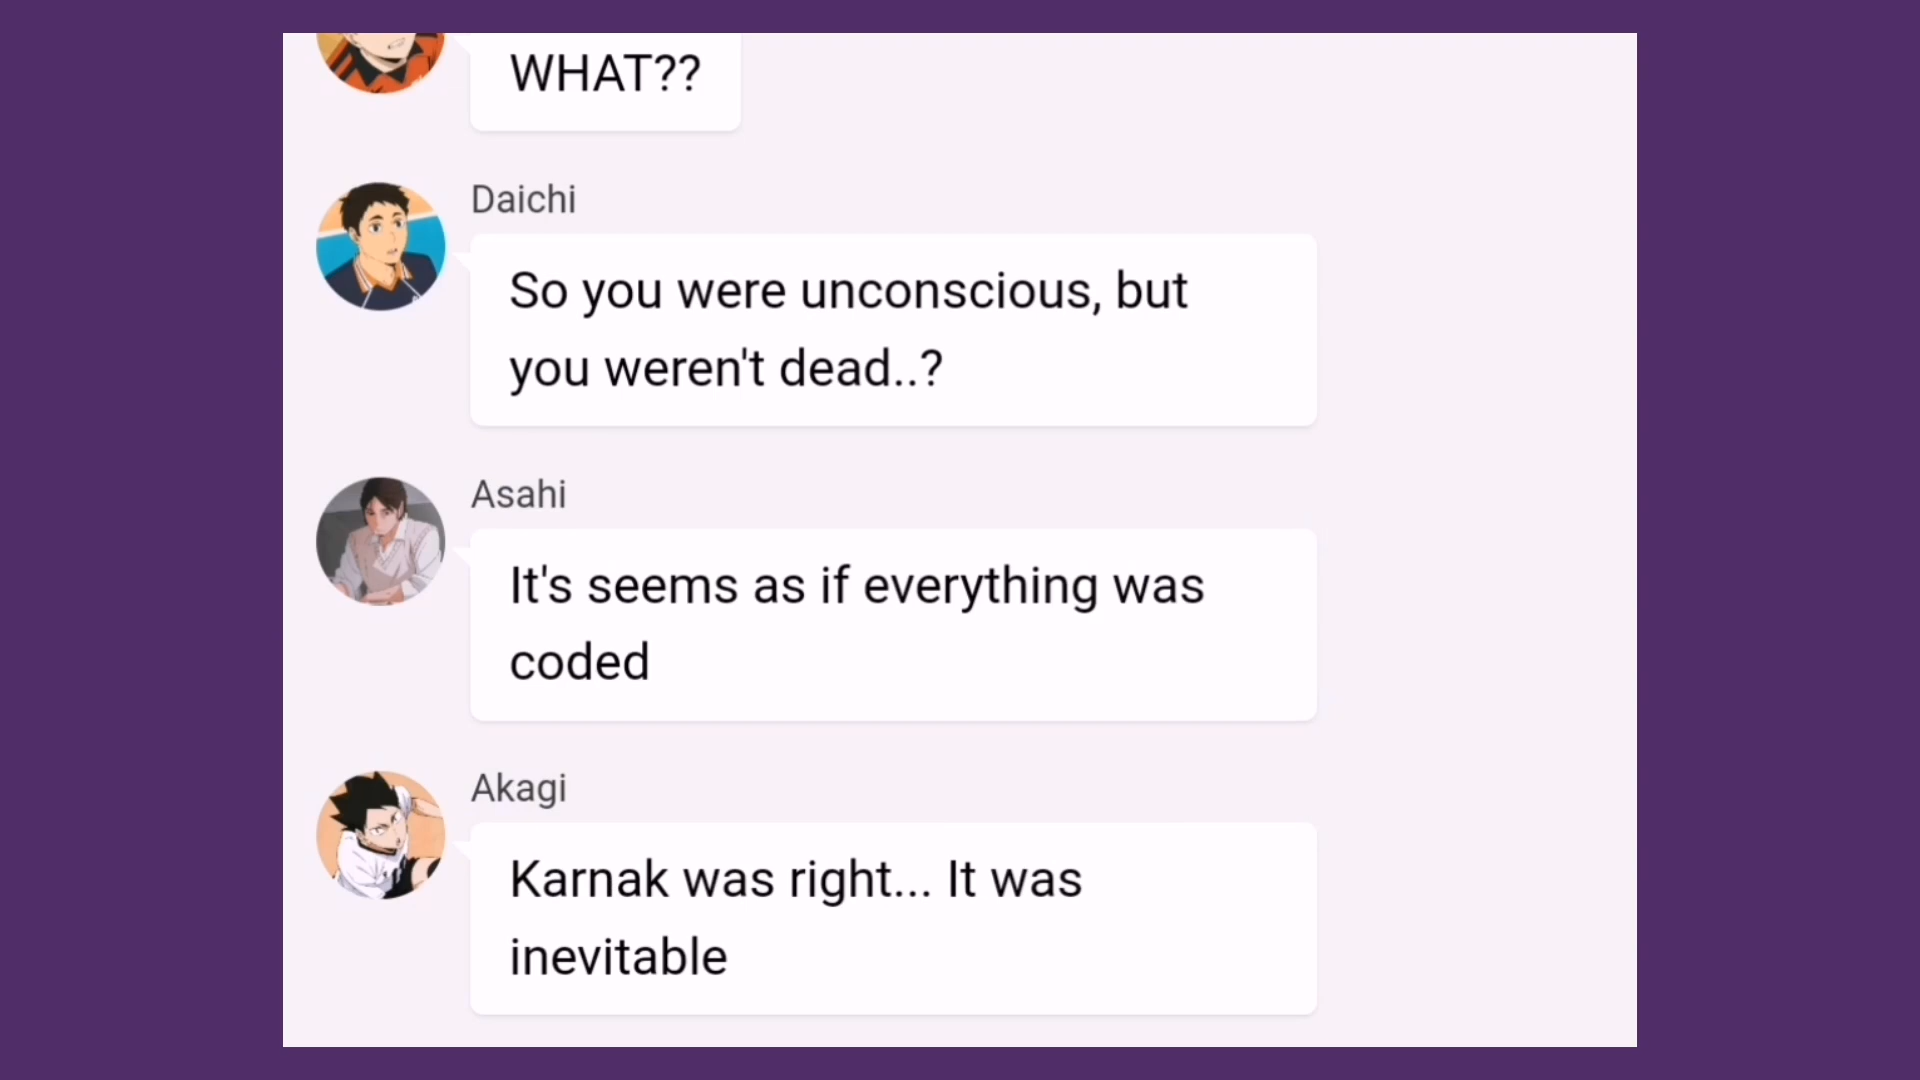 WHAT??
Daichi
So you were unconscious, but
you weren't dead..?
Asahi
It's seems as if everything was
coded
Akagi
Karnak was right... It was
inevitable